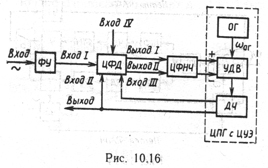 Вход IV
ОГ
ωог
Вход
~
ФУ
Вход I
Вход II
ЦФД
Выход I
Выход II
Вход III
ЦФНЧ
+
−
УДВ
Выход
ДЧ
ЦПГ с ЦУЗ
Рис. 10.16